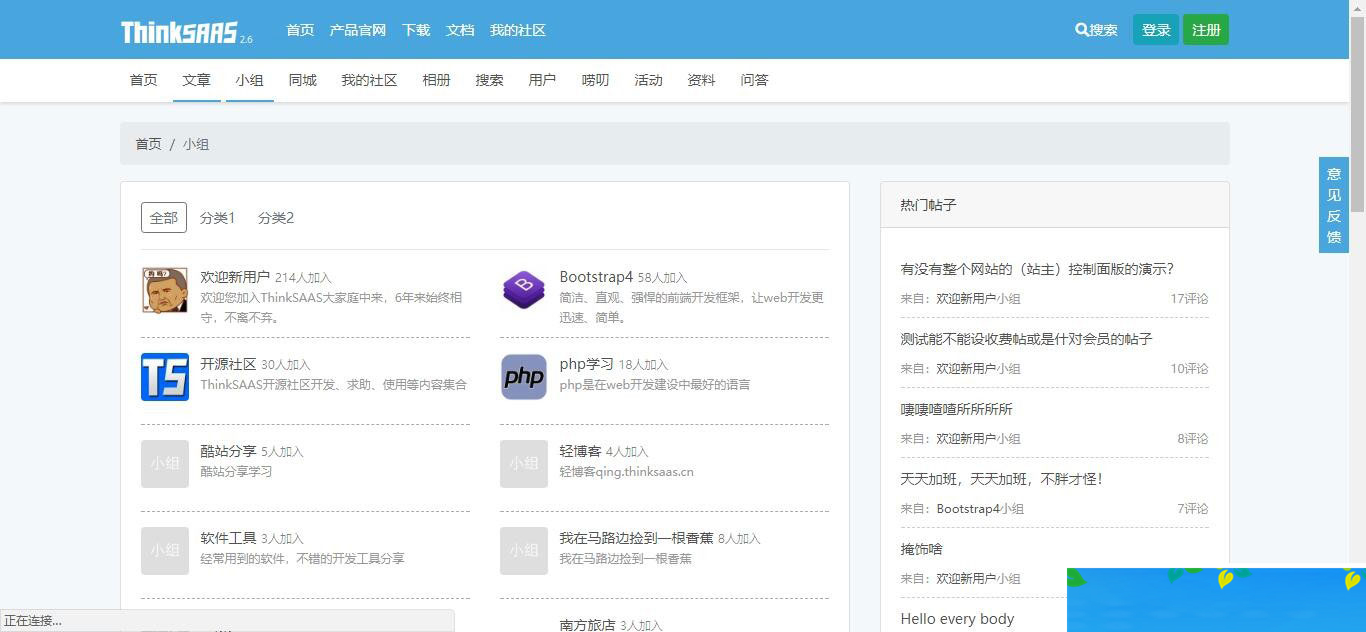 ThinkSAAS 2.6 首页 产品官网 下载 文档 我的社区 搜索 登录 注册
首页 文章 小组 同城 我的社区 相册 搜索 用户 唠叨 活动 资料 问答
首页 / 小组
意见反馈
全部 分类1 分类2
欢迎新用户 214人加入
欢迎您加入ThinkSAAS大家庭中来，6年来始终相
守，不离不弃。
Bootstrap4 58人加入
简洁、直观、强悍的前端开发框架，让web开发更
迅速、简单。
TS
开源社区 30人加入
ThinkSAAS开源社区开发、求助、使用等内容集合
php
php学习 18人加入
php是在web开发建设中最好的语言
小组
酷站分享 5人加入
酷站分享学习
小组
轻博客 4人加入
轻博客qing.thinksaas.cn
小组
软件工具 3人加入
经常用到的软件，不错的开发工具分享
小组
我在马路边捡到一根香蕉 8人加入
我在马路边捡到一根香蕉
南方旅店 3人加入
热门帖子
有没有整个网站的（站主）控制面版的演示？
来自：欢迎新用户小组 17评论
测试能不能设收费帖或是什对会员的帖子
来自：欢迎新用户小组 10评论
啛啛喳喳所所所所
来自：欢迎新用户小组 8评论
天天加班，天天加班，不胖才怪！
来自：Bootstrap4小组 7评论
掩饰啥
来自：欢迎新用户小组
Hello every body
正在连接...